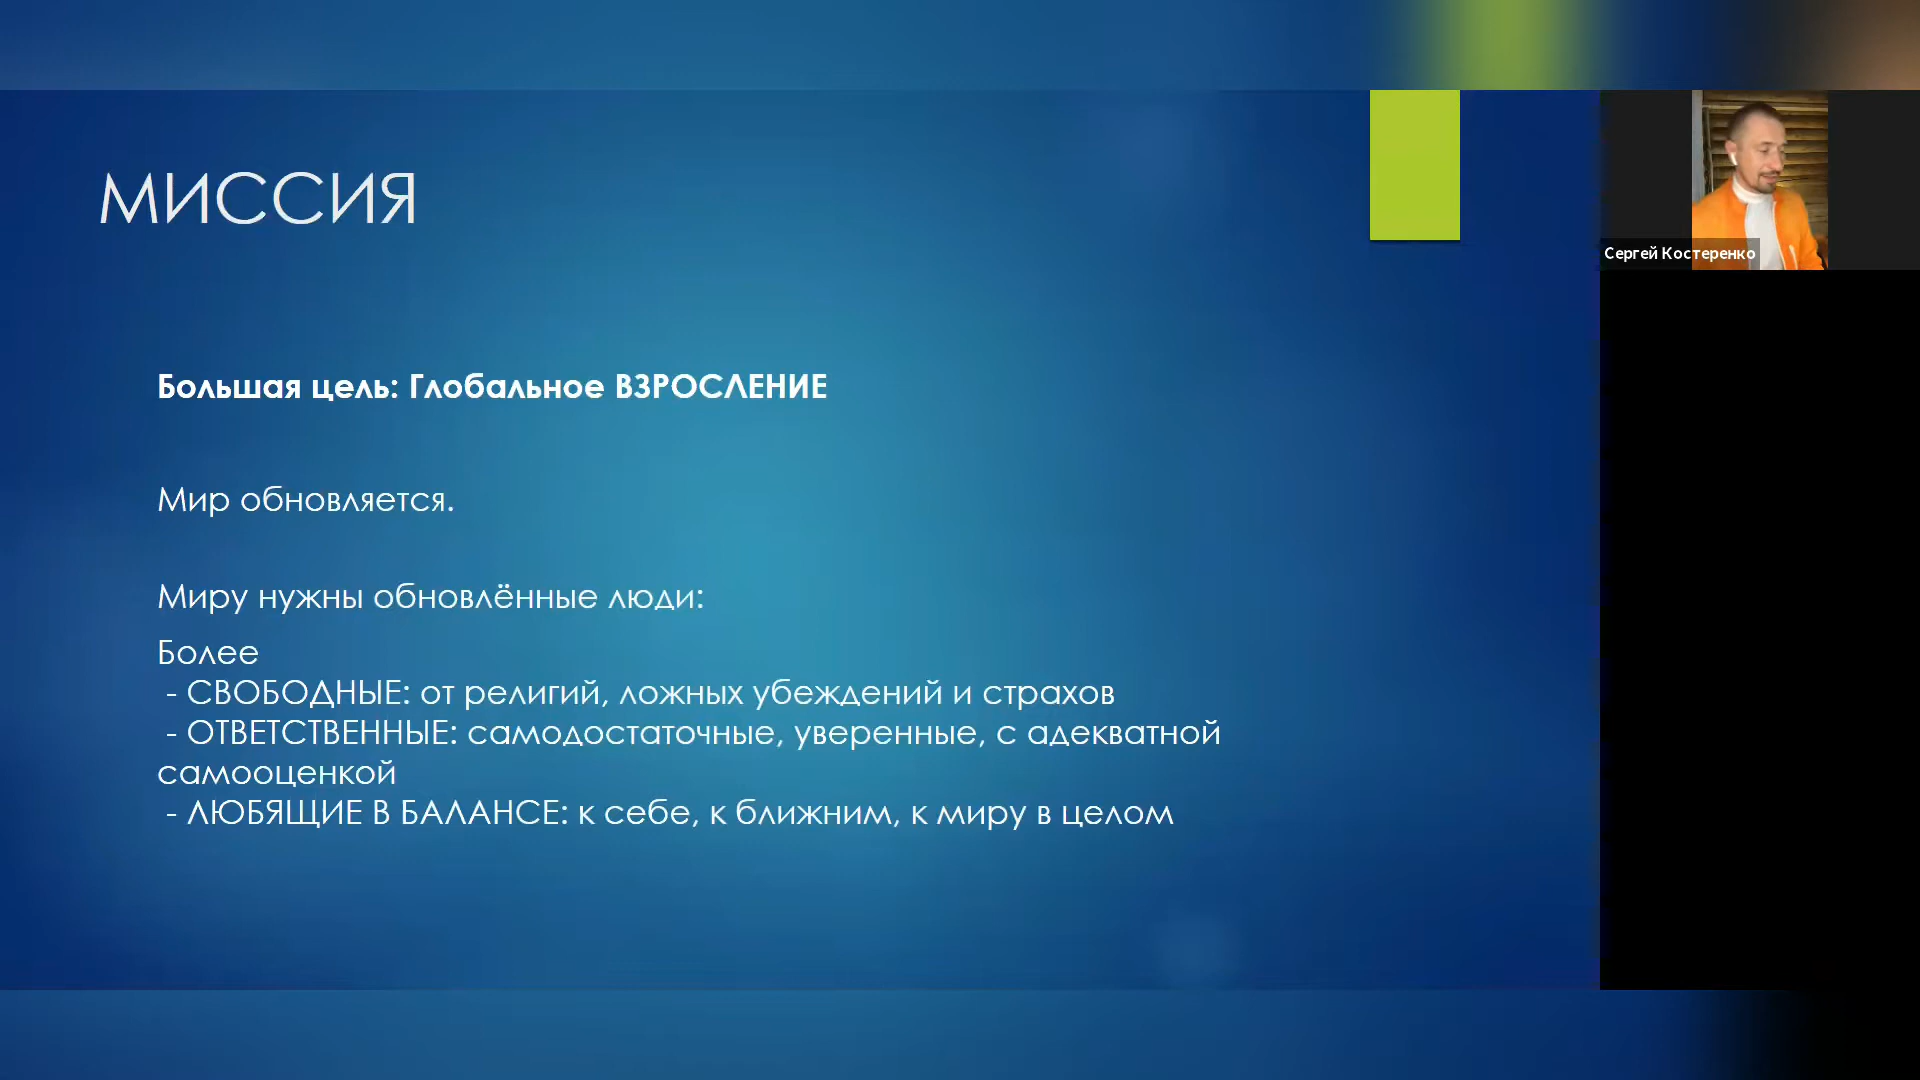 МИССИЯ
Большая цель: Глобальное ВЗРОСЛЕНИЕ
Мир обновляется.
Миру нужны обновлённые люди:
Более
- СВОБОДНЫЕ: от религий, ложных убеждений и страхов
- ОТВЕТСТВЕННЫЕ: самодостаточные, уверенные, с адекватной
самооценкой
- ЛЮБЯЩИЕ В БАЛАНСЕ: к себе, к ближним, к миру в целом
Сергей Костеренко